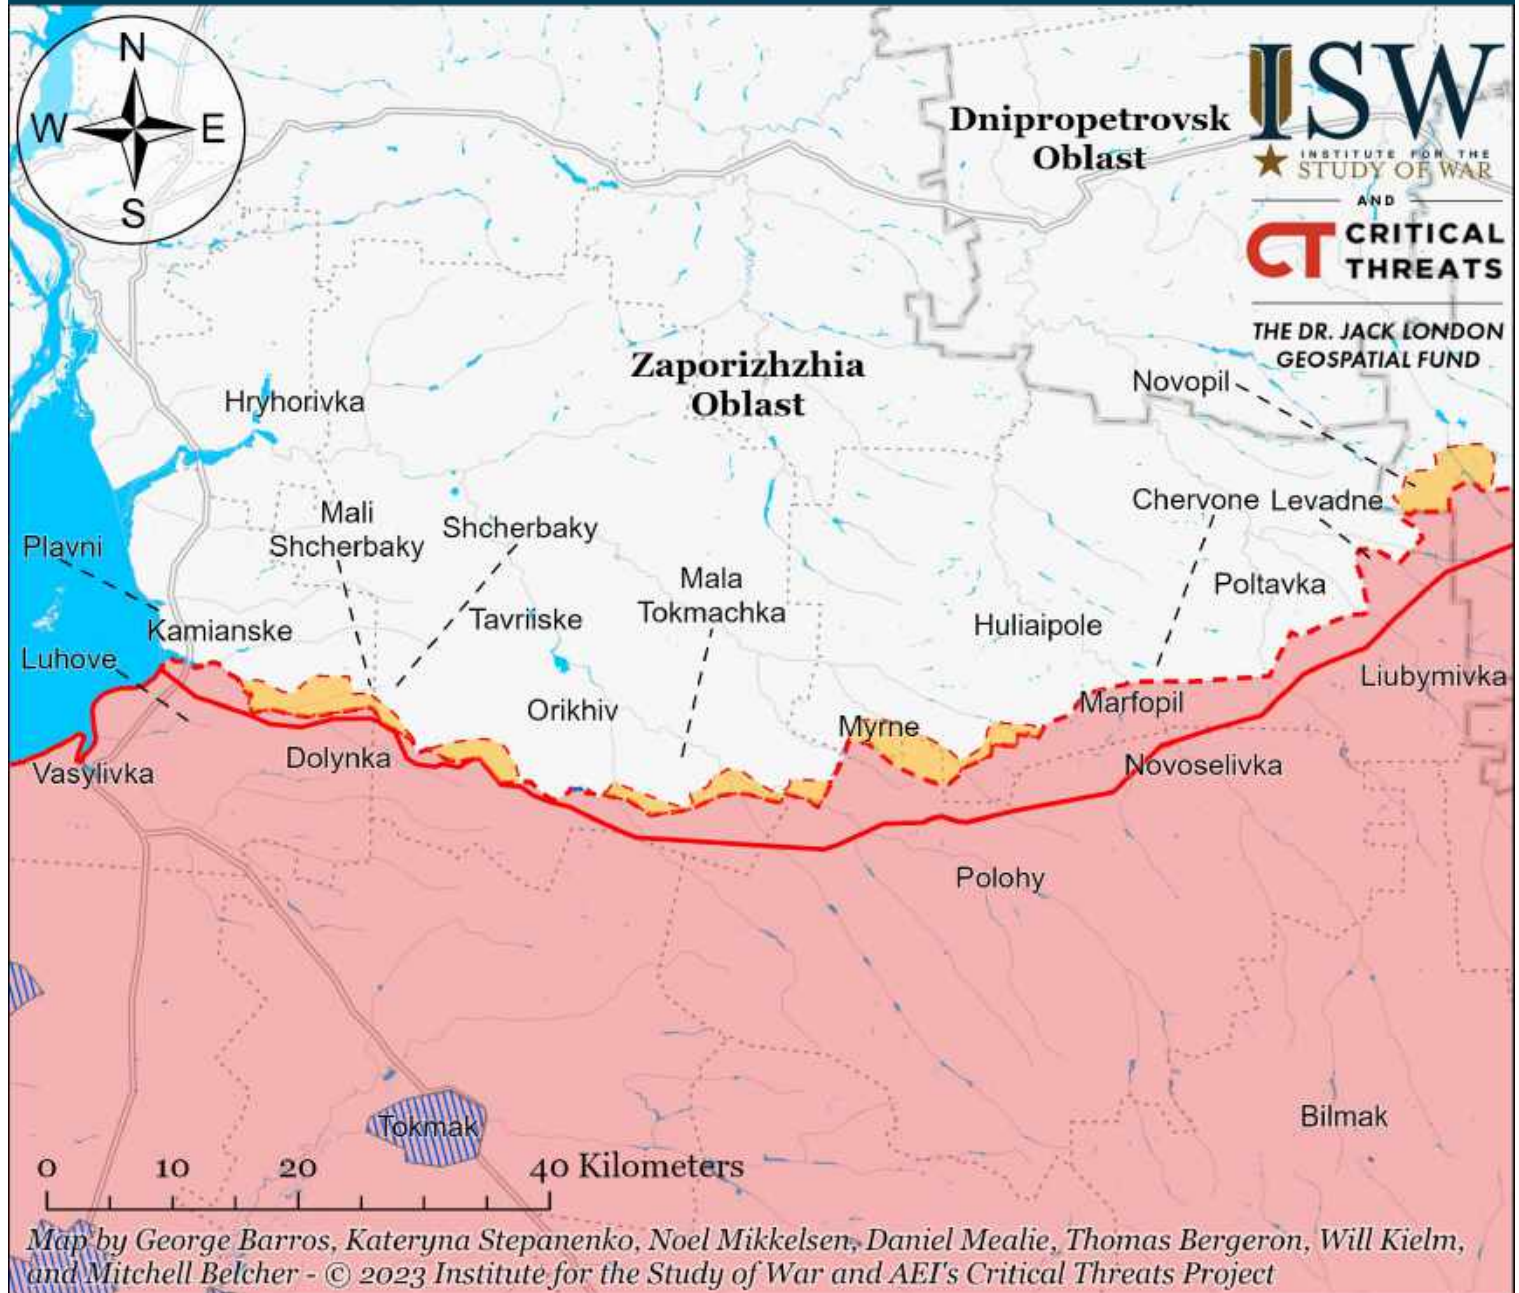 N
W
E
S
Dnipropetrovsk
Oblast
ISW
INSTITUTE FOR THE
STUDY OF WAR
AND
CT CRITICAL
THREATS
THE DR. JACK LONDON
GEOSPATIAL FUND
Zaporizhzhia
Oblast
Novopil
Hryhorivka
Mali
Shcherbaky
Shcherbaky
Chervone
Levadne
Plavni
Mala
Tokmachka
Poltavka
Kamianske
Tavriiske
Huliaipole
Luhove
Orikhiv
Marfopil
Liubymivka
Myrne
Vasylivka
Dolynka
Novoselivka
Polohy
Tokmak
Bilmak
0 10 20 40 Kilometers
Map by George Barros, Kateryna Stepanenko, Noel Mikkelsen, Daniel Mealie, Thomas Bergeron, Will Kielm,
and Mitchell Belcher - © 2023 Institute for the Study of War and AEI's Critical Threats Project